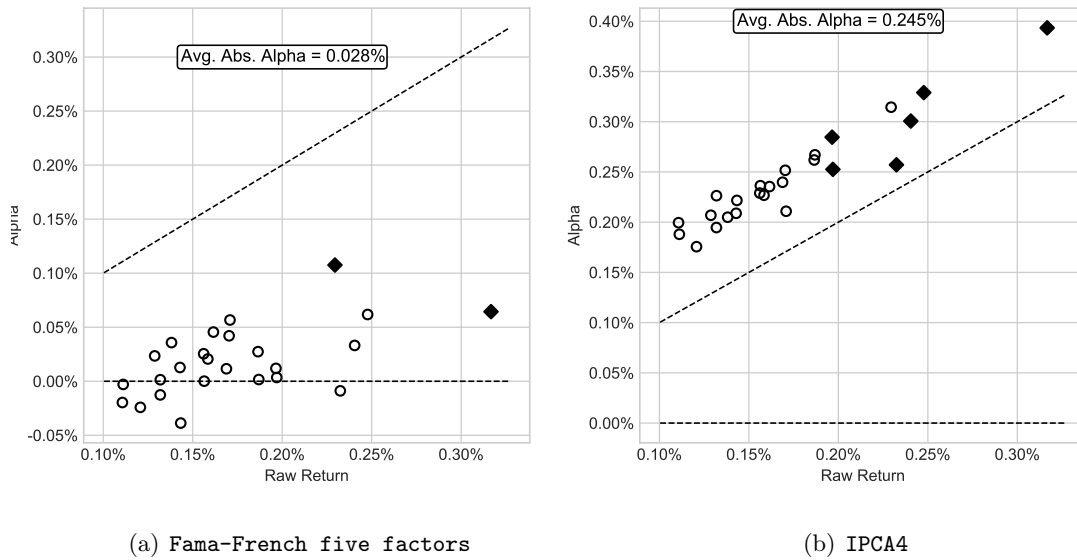 Avg. Abs. Alpha = 0.028%
0.30%
0.25%
0.20%
0.15%
0.10%
0.05%
0.00%
-0.05%
Alpha
0.10% 0.15% 0.20% 0.25% 0.30%
Raw Return
(a) Fama-French five factors
Avg. Abs. Alpha = 0.245%
0.40%
0.35%
0.30%
0.25%
0.20%
0.15%
0.10%
0.05%
0.00%
Alpha
0.10% 0.15% 0.20% 0.25% 0.30%
Raw Return
(b) IPCA4